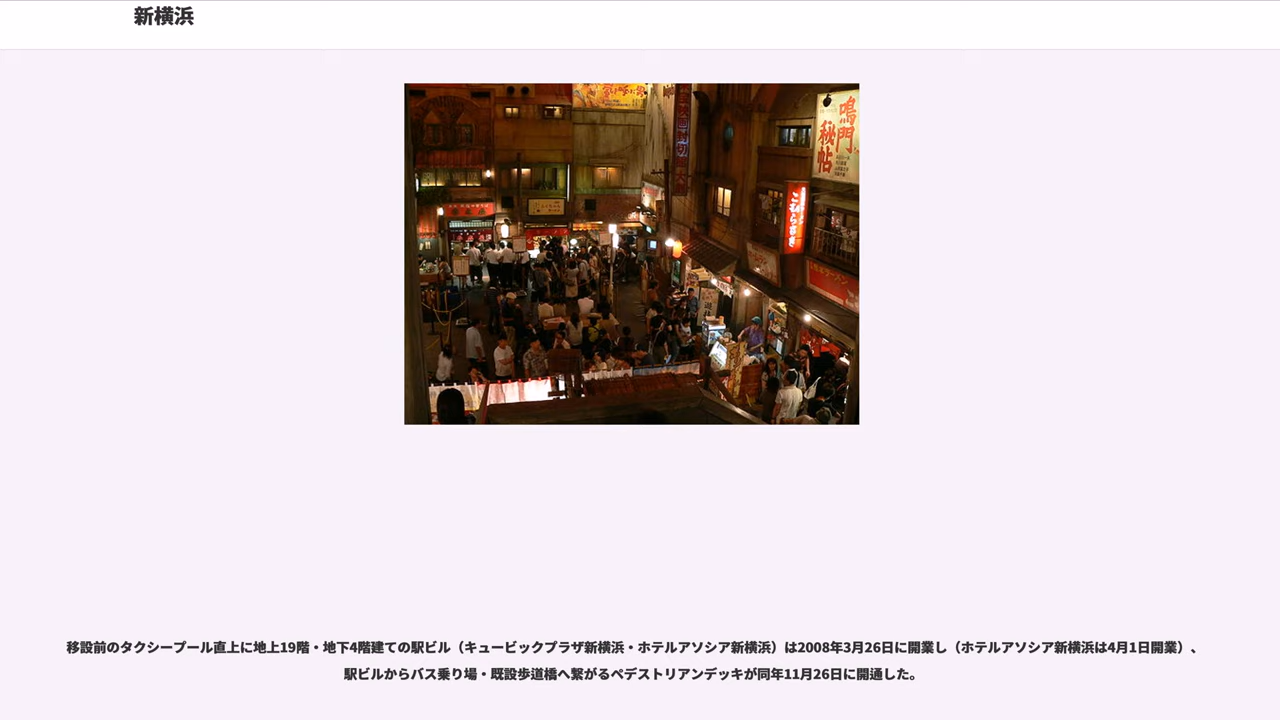 新横浜
鳴門
秘帖
こむらさき
移設前のタクシープール直上に地上19階・地下4階建ての駅ビル（キュービックプラザ新横浜・ホテルアソシア新横浜）は2008年3月26日に開業し（ホテルアソシア新横浜は4月1日開業）、
駅ビルからバス乗り場・既設歩道橋へ繋がるペデストリアンデッキが同年11月26日に開通した。